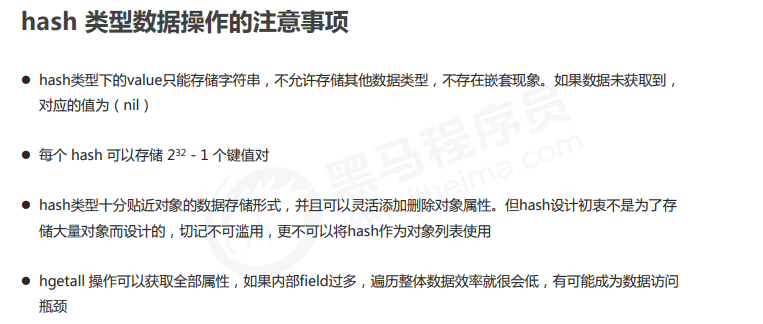 hash 类型数据操作的注意事项
● hash类型下的value只能存储字符串，不允许存储其他数据类型，不存在嵌套现象。如果数据未获取到，
对应的值为（nil）
● 每个 hash 可以存储 2³² - 1 个键值对
● hash类型十分贴近对象的数据存储形式，并且可以灵活添加删除对象属性。但hash设计初衷不是为了存
储大量对象而设计的，切记不可滥用，更不可以将hash作为对象列表使用
● hgetall 操作可以获取全部属性，如果内部field过多，遍历整体数据效率就很会低，有可能成为数据访问
瓶颈
黑马程序员